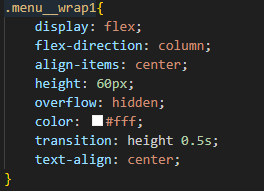 .menu__wrap1{
display: flex;
flex-direction: column;
align-items: center;
height: 60px;
overflow: hidden;
color: #fff;
transition: height 0.5s;
text-align: center;
}